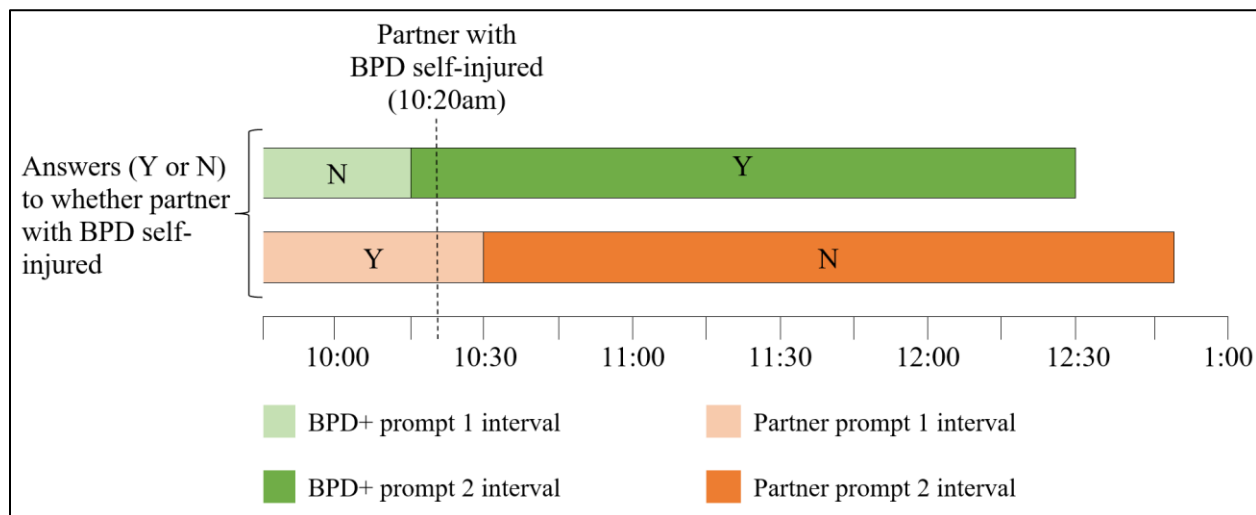 Partner with
BPD self-injured
(10:20am)
Answers (Y or N)
to whether partner
with BPD self-
injured
N
Y
Y
N
10:00
10:30
11:00
11:30
12:00
12:30
1:00
BPD+ prompt 1 interval
Partner prompt 1 interval
BPD+ prompt 2 interval
Partner prompt 2 interval